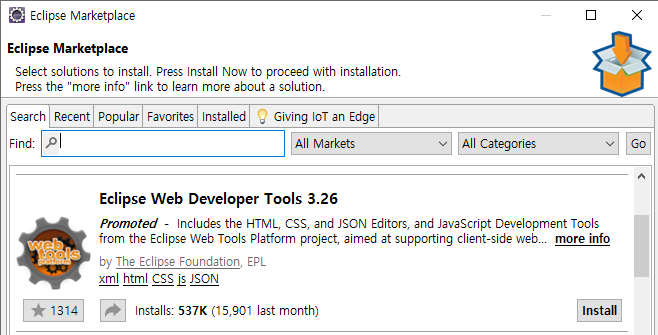 Eclipse Marketplace
Eclipse Marketplace
Select solutions to install. Press Install Now to proceed with installation.
Press the "more info" link to learn more about a solution.
Search Recent Popular Favorites Installed Giving IoT an Edge
Find: All Markets All Categories Go
Eclipse Web Developer Tools 3.26
Promoted - Includes the HTML, CSS, and JSON Editors, and JavaScript Development Tools
from the Eclipse Web Tools Platform project, aimed at supporting client-side web... more info
web
tools
platform
by The Eclipse Foundation, EPL
xml html CSS js JSON
1314 Installs: 537K (15,901 last month) Install